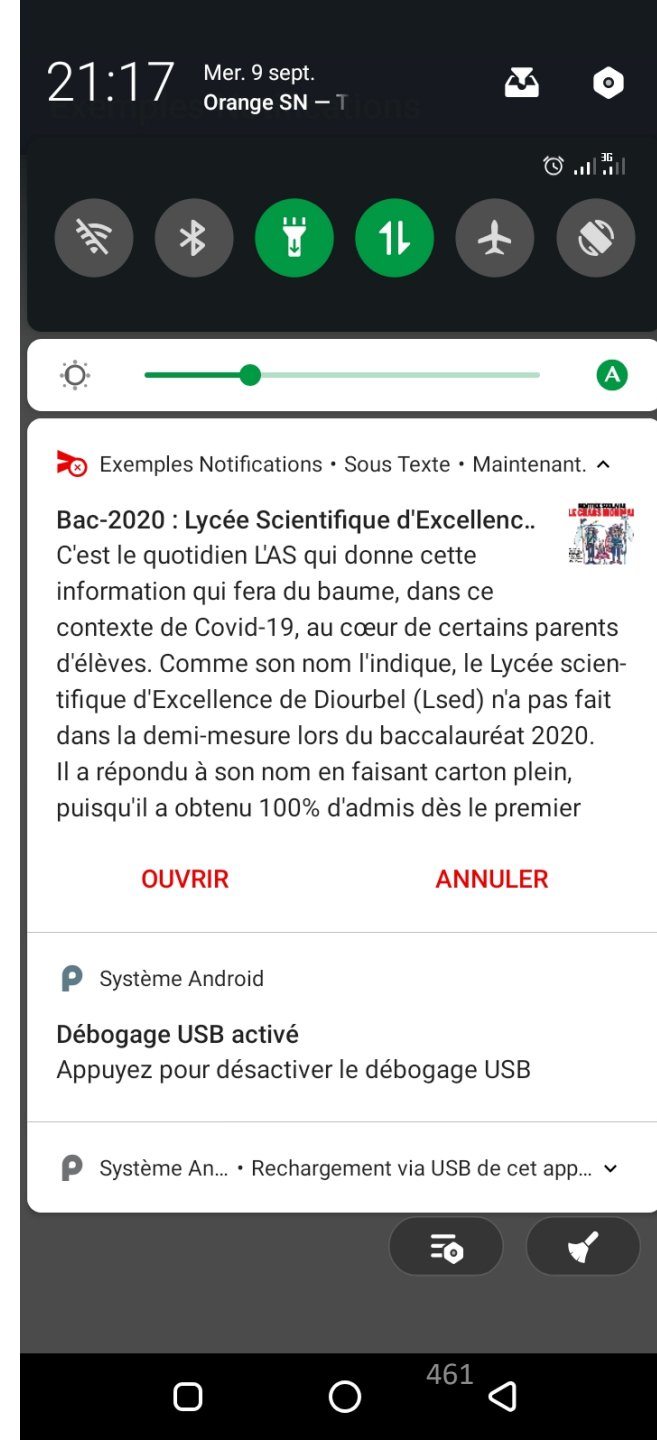 21:17 Mer. 9 sept.
Orange SN — T
Exemples Notifications
3G
A
Exemples Notifications • Sous Texte • Maintenant.
Bac-2020 : Lycée Scientifique d'Excellenc..
C'est le quotidien L'AS qui donne cette
information qui fera du baume, dans ce
contexte de Covid-19, au cœur de certains parents
d'élèves. Comme son nom l'indique, le Lycée scien-
tifique d'Excellence de Diourbel (Lsed) n'a pas fait
dans la demi-mesure lors du baccalauréat 2020.
Il a répondu à son nom en faisant carton plein,
puisqu'il a obtenu 100% d'admis dès le premier
OUVRIR ANNULER
Système Android
Débogage USB activé
Appuyez pour désactiver le débogage USB
Système An... • Rechargement via USB de cet app...
461